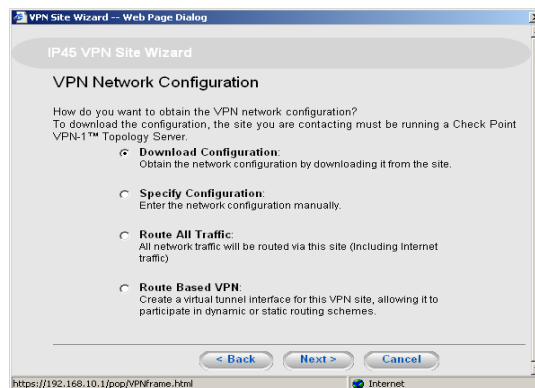 VPN Site Wizard -- Web Page Dialog
IP45 VPN Site Wizard
VPN Network Configuration
How do you want to obtain the VPN network configuration?
To download the configuration, the site you are contacting must be running a Check Point
VPN-1™ Topology Server.
Download Configuration:
Obtain the network configuration by downloading it from the site.
Specify Configuration:
Enter the network configuration manually.
Route All Traffic:
All network traffic will be routed via this site (Including Internet
traffic)
Route Based VPN:
Create a virtual tunnel interface for this VPN site, allowing it to
participate in dynamic or static routing schemes.
< Back Next > Cancel
https://192.168.10.1/pop/VPNframe.html Internet